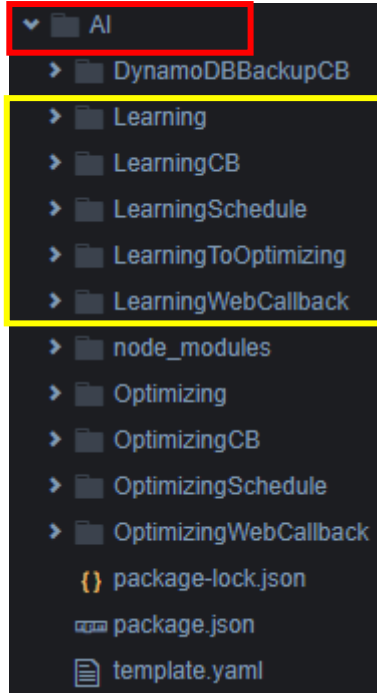 AI
DynamoDBBackupCB
Learning
LearningCB
LearningSchedule
LearningToOptimizing
LearningWebCallback
node_modules
Optimizing
OptimizingCB
OptimizingSchedule
OptimizingWebCallback
{} package-lock.json
package.json
template.yaml